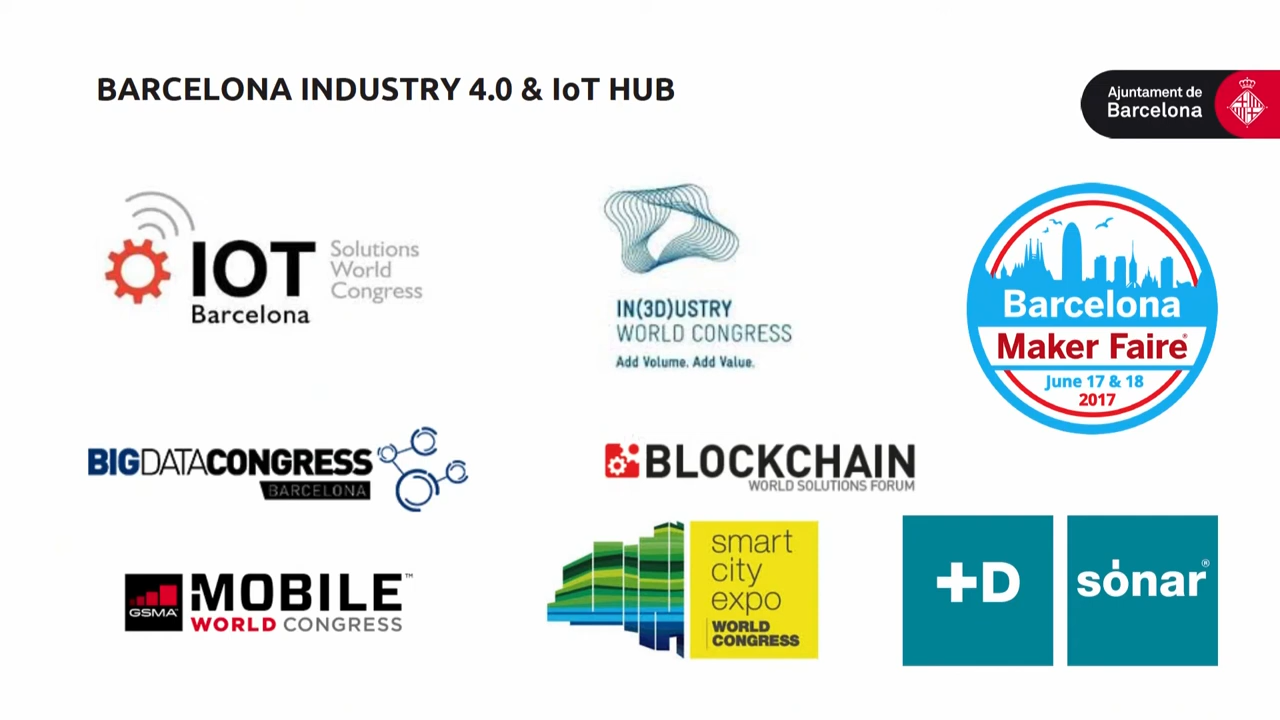 BARCELONA INDUSTRY 4.0 & IoT HUB
Ajuntament de
Barcelona
IOT
Barcelona
Solutions
World
Congress
IN(3D)USTRY
WORLD CONGRESS
Add Volume. Add Value.
Barcelona
Maker Faire®
June 17 & 18
2017
BIGDATACONGRESS
BARCELONA
BLOCKCHAIN
WORLD SOLUTIONS FORUM
GSMA
MOBILE™
WORLD CONGRESS
smart
city
expo
WORLD
CONGRESS
+D
sónar®